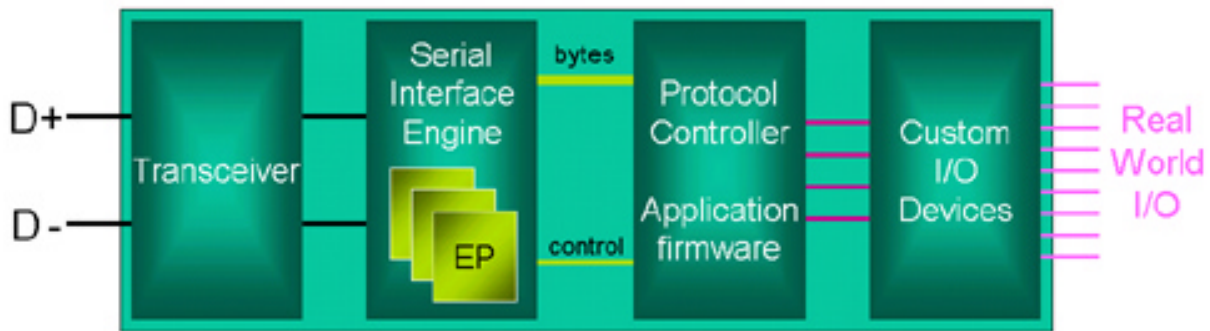 D+
D-
Transceiver
Serial
Interface
Engine
EP
bytes
control
Protocol
Controller
Application
firmware
Custom
I/O
Devices
Real
World
I/O